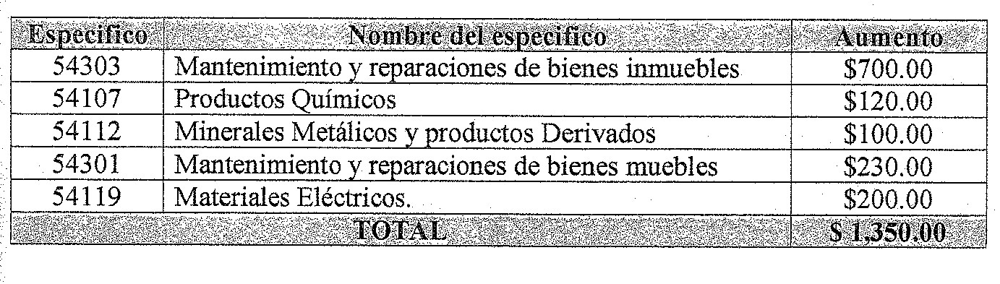 Especifico Nombre del especifico Aumento
54303 Mantenimiento y reparaciones de bienes inmuebles $700.00
54107 Productos Químicos $120.00
54112 Minerales Metálicos y productos Derivados $100.00
54301 Mantenimiento y reparaciones de bienes muebles $230.00
54119 Materiales Eléctricos. $200.00
TOTAL $ 1,350.00